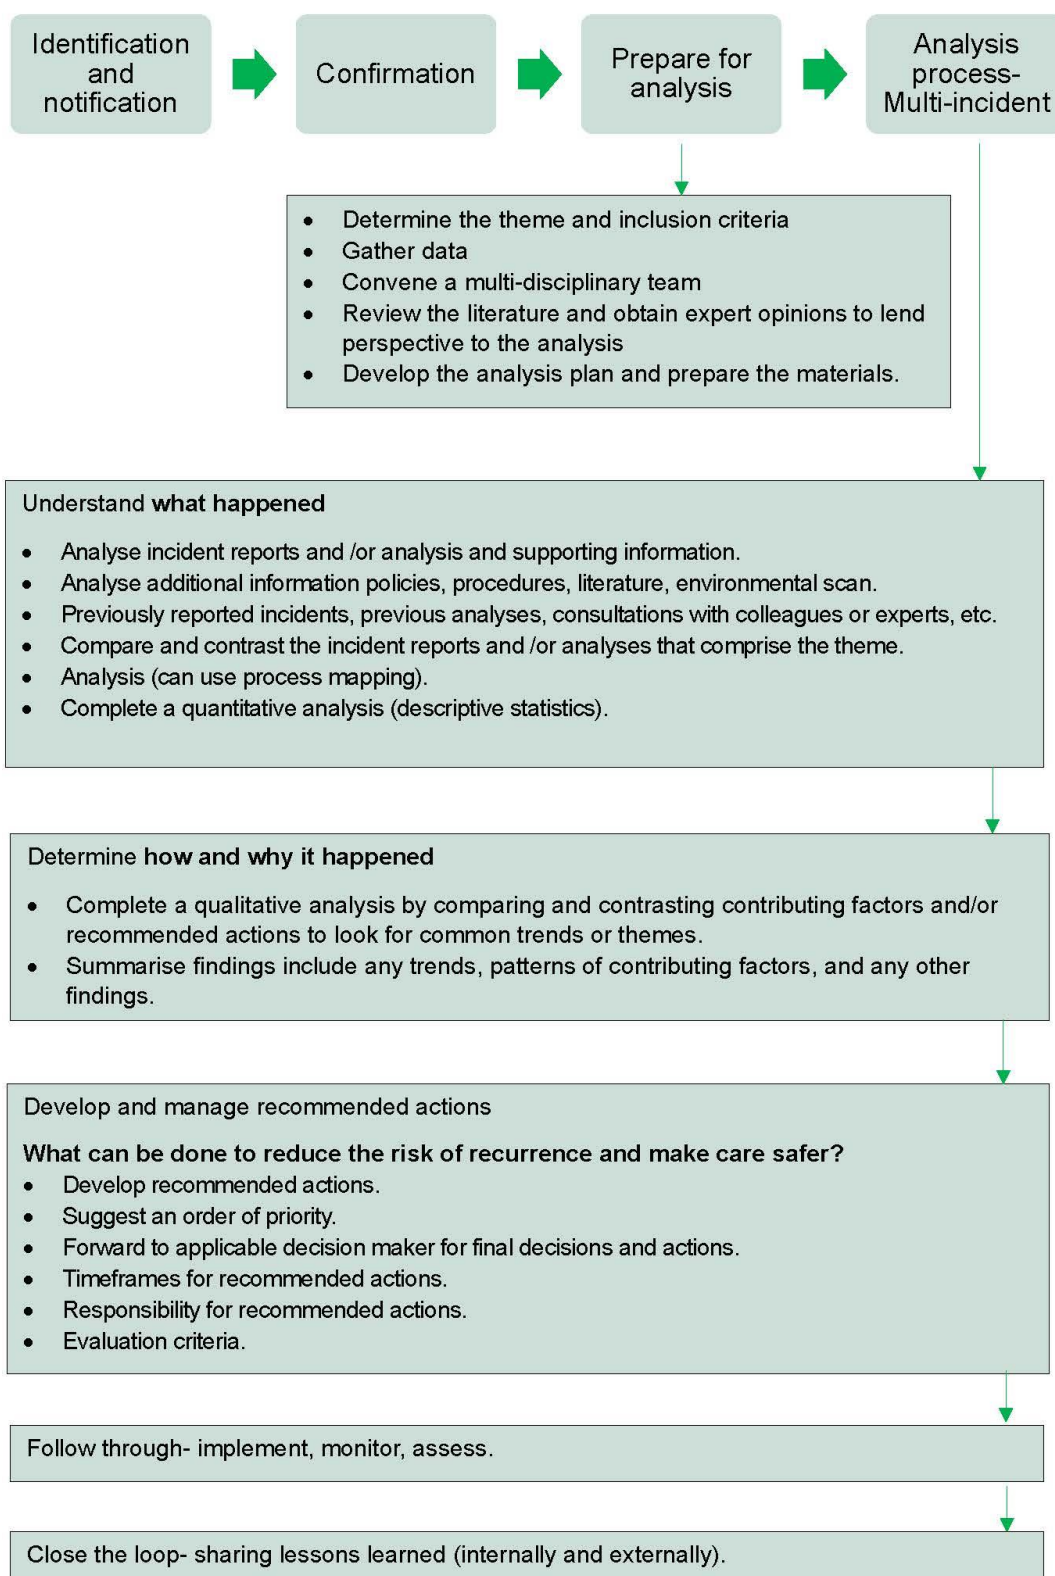 Identification
and
notification
Confirmation
Prepare for
analysis
Analysis
process-
Multi-incident
• Determine the theme and inclusion criteria
• Gather data
• Convene a multi-disciplinary team
• Review the literature and obtain expert opinions to lend
perspective to the analysis
• Develop the analysis plan and prepare the materials.
Understand what happened
• Analyse incident reports and /or analysis and supporting information.
• Analyse additional information policies, procedures, literature, environmental scan.
• Previously reported incidents, previous analyses, consultations with colleagues or experts, etc.
• Compare and contrast the incident reports and /or analyses that comprise the theme.
• Analysis (can use process mapping).
• Complete a quantitative analysis (descriptive statistics).
Determine how and why it happened
• Complete a qualitative analysis by comparing and contrasting contributing factors and/or
recommended actions to look for common trends or themes.
• Summarise findings include any trends, patterns of contributing factors, and any other
findings.
Develop and manage recommended actions
What can be done to reduce the risk of recurrence and make care safer?
• Develop recommended actions.
• Suggest an order of priority.
• Forward to applicable decision maker for final decisions and actions.
• Timeframes for recommended actions.
• Responsibility for recommended actions.
• Evaluation criteria.
Follow through- implement, monitor, assess.
Close the loop- sharing lessons learned (internally and externally).